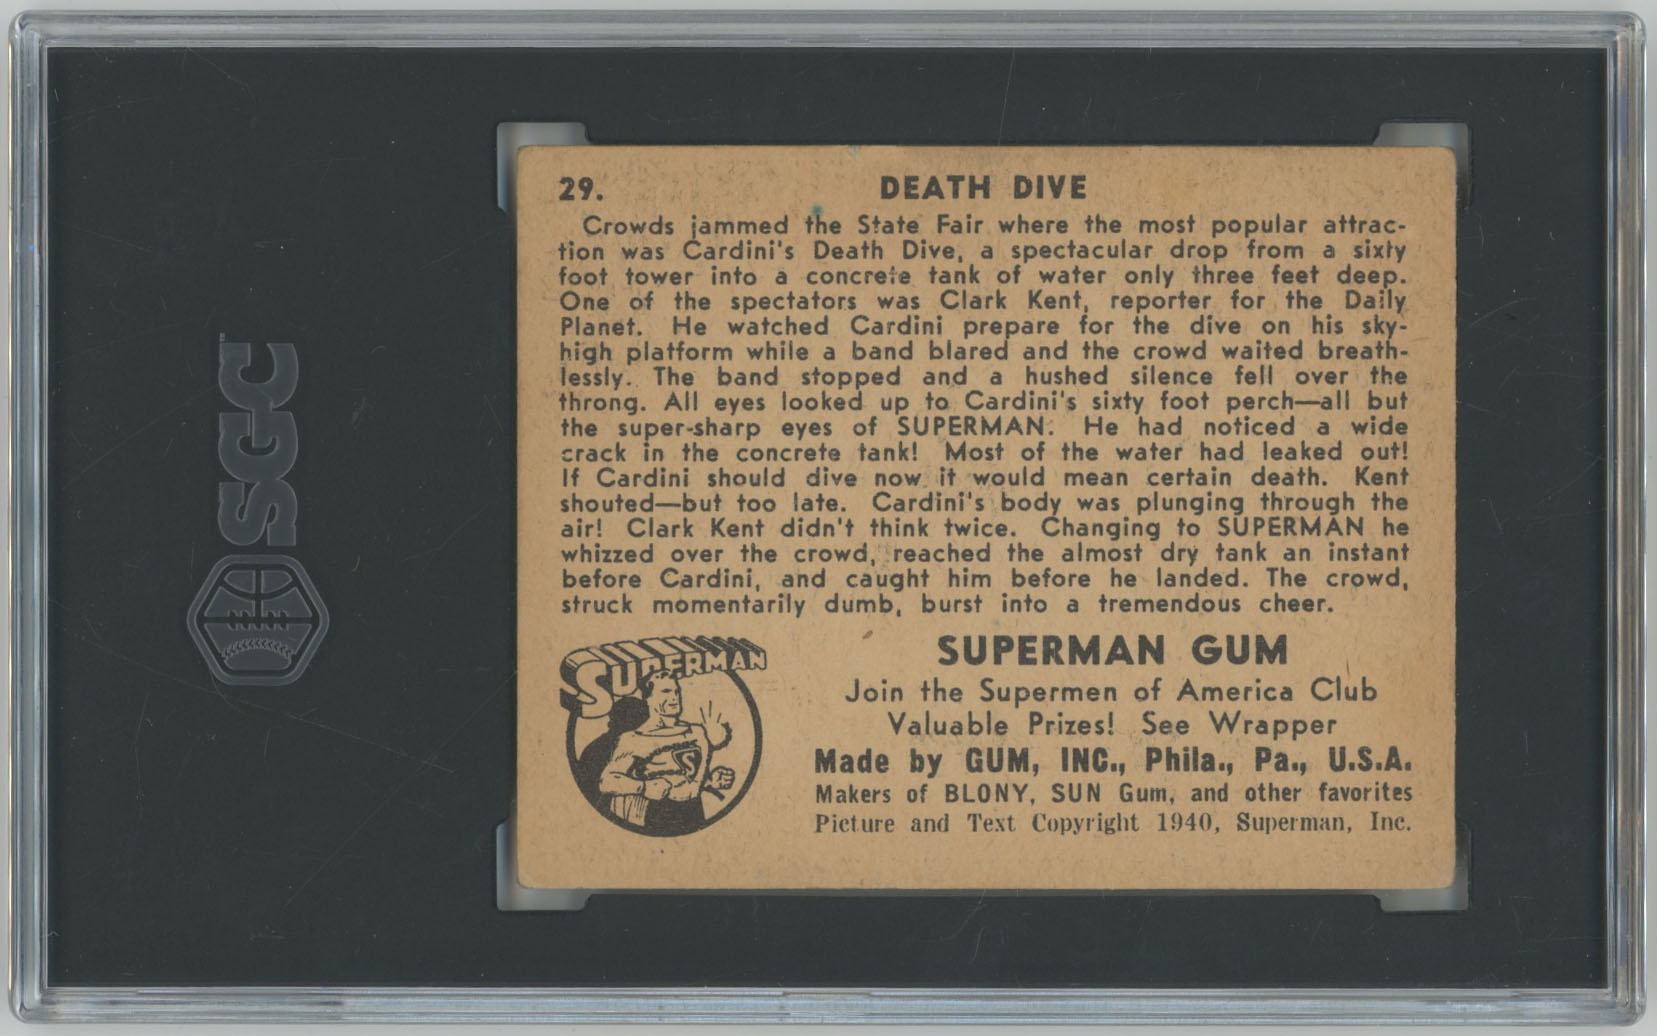 SGC
29. DEATH DIVE
Crowds jammed the State Fair where the most popular attrac-
tion was Cardini's Death Dive, a spectacular drop from a sixty
foot tower into a concrete tank of water only three feet deep.
One of the spectators was Clark Kent, reporter for the Daily
Planet. He watched Cardini prepare for the dive on his sky-
high platform while a band blared and the crowd waited breath-
lessly. The band stopped and a hushed silence fell over the
throng. All eyes looked up to Cardini's sixty foot perch—all but
the super-sharp eyes of SUPERMAN. He had noticed a wide
crack in the concrete tank! Most of the water had leaked out!
If Cardini should dive now it would mean certain death. Kent
shouted—but too late. Cardini's body was plunging through the
air! Clark Kent didn't think twice. Changing to SUPERMAN he
whizzed over the crowd, reached the almost dry tank an instant
before Cardini, and caught him before he landed. The crowd,
struck momentarily dumb, burst into a tremendous cheer.
SUPERMAN
S
SUPERMAN GUM
Join the Supermen of America Club
Valuable Prizes! See Wrapper
Made by GUM, INC., Phila., Pa., U.S.A.
Makers of BLONY, SUN Gum, and other favorites
Picture and Text Copyright 1940, Superman, Inc.